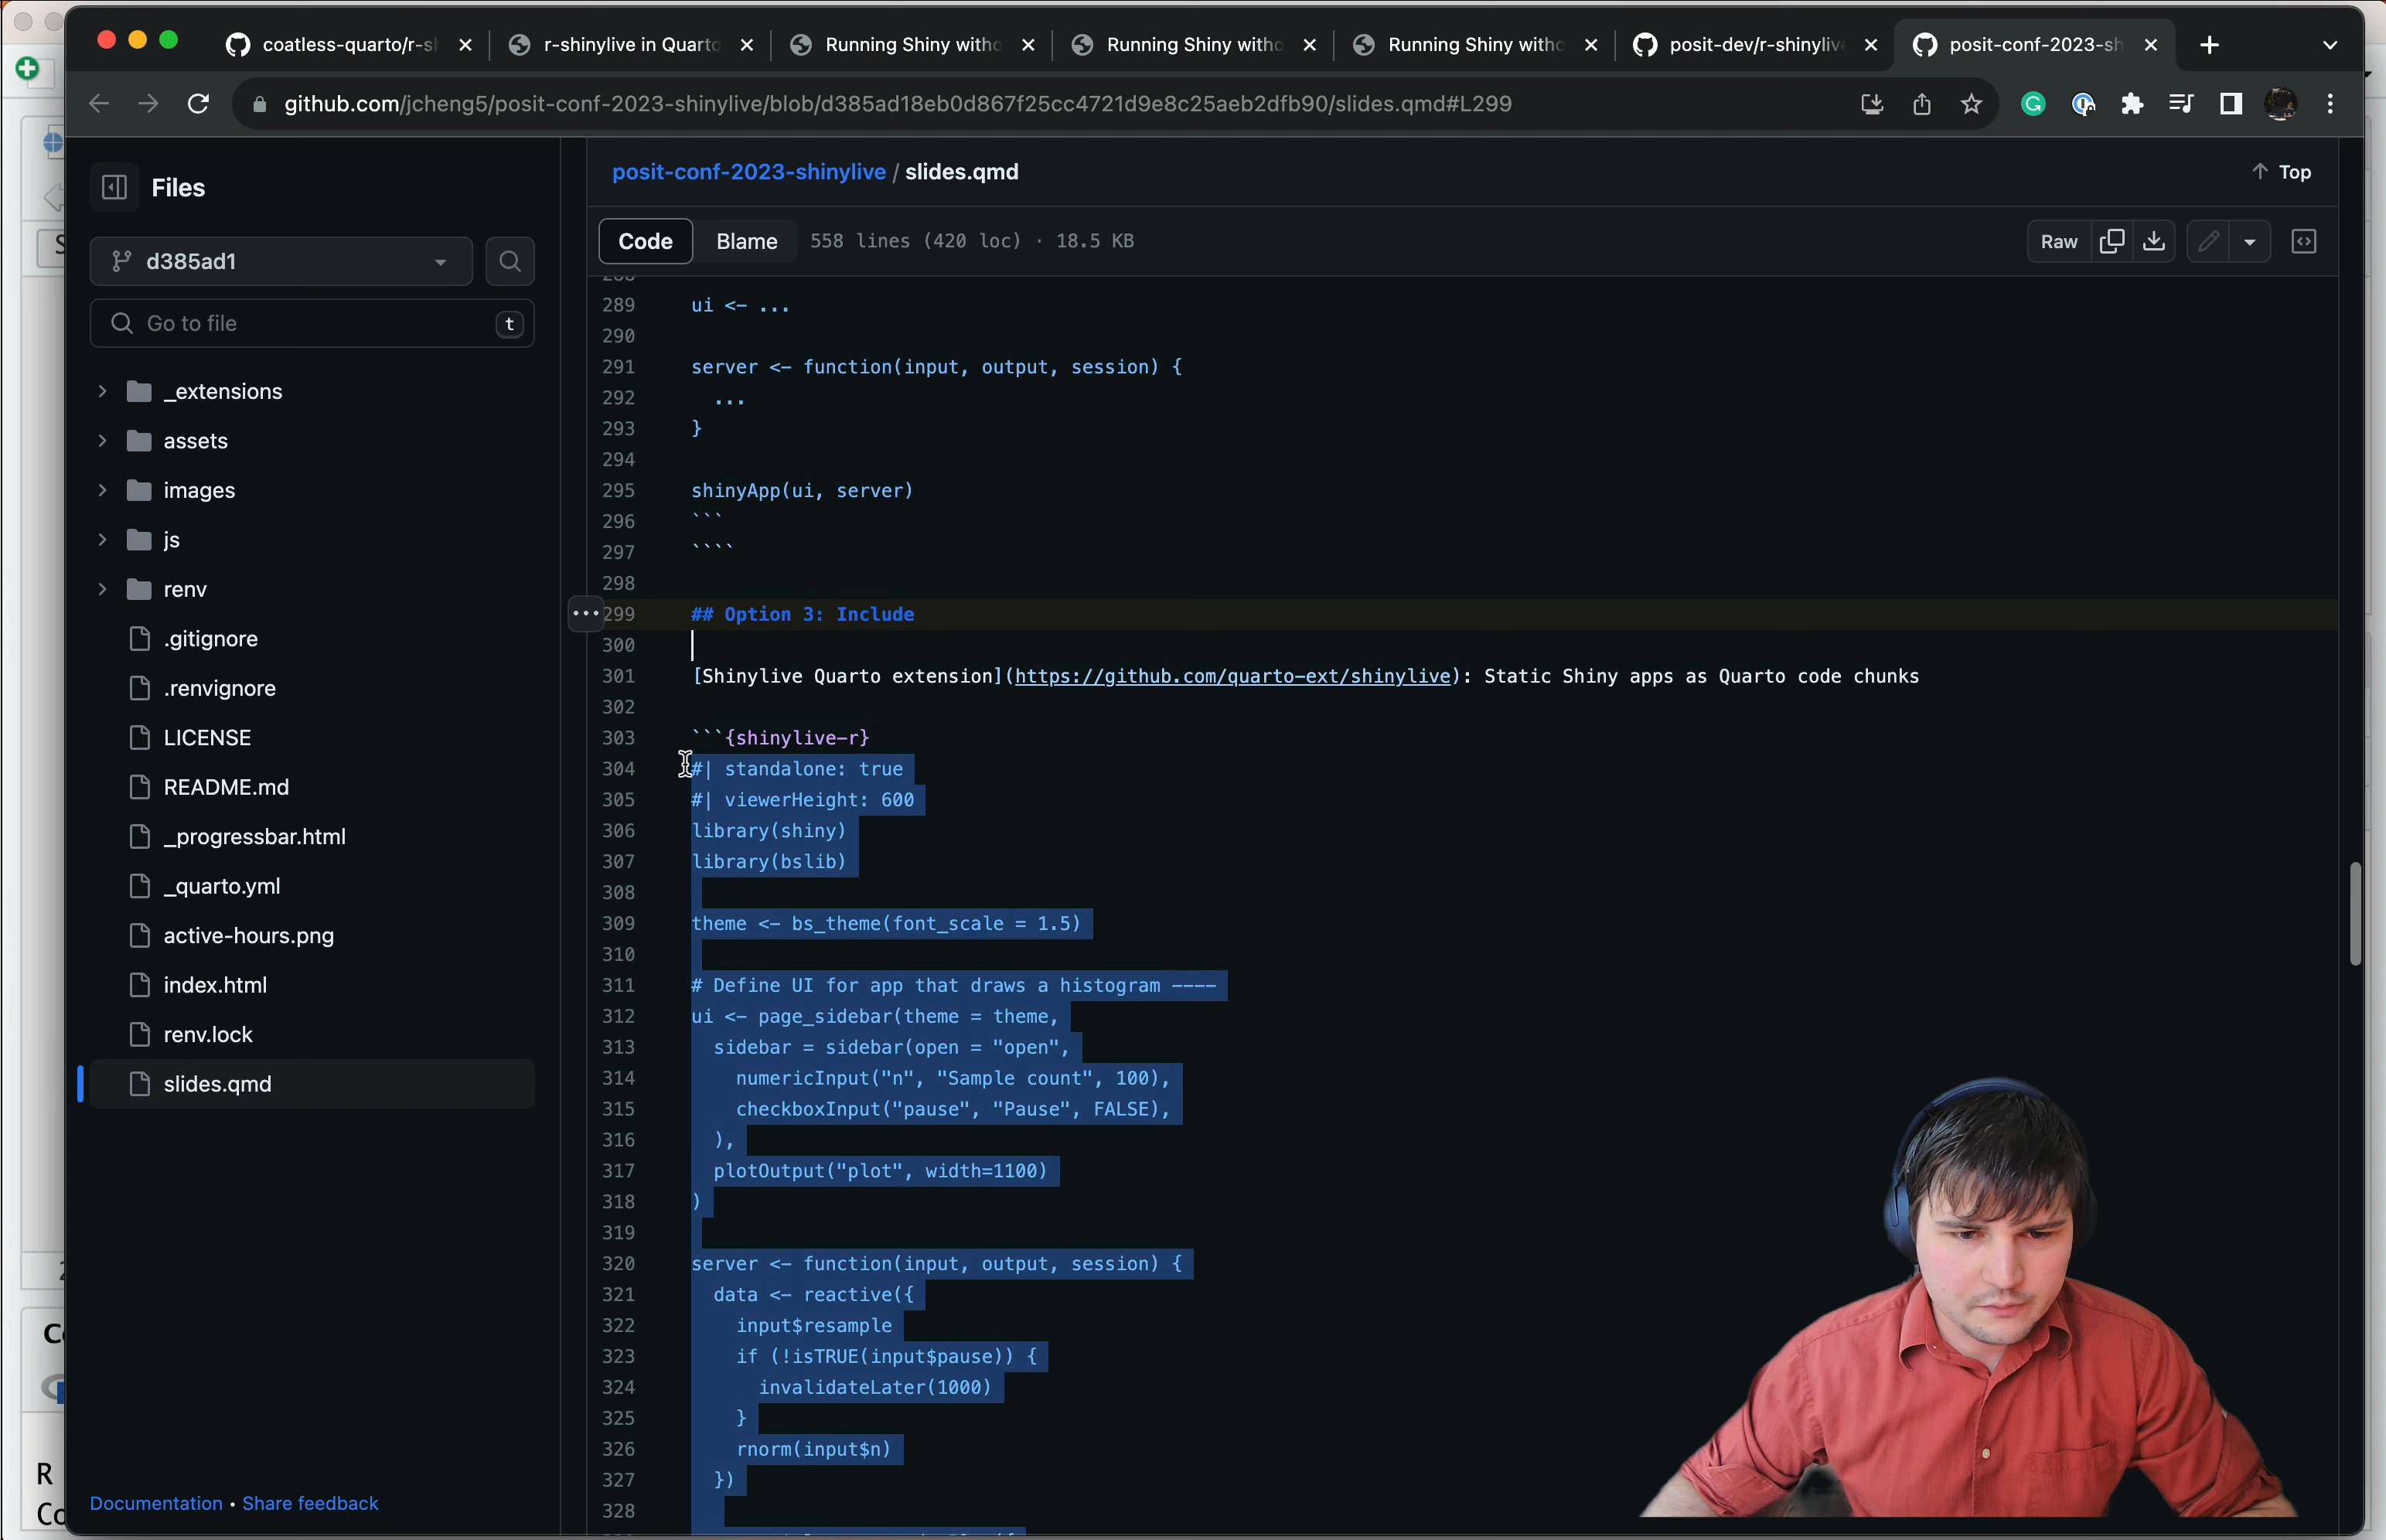 coatless-quarto/r-sh
r-shinylive in Quarto
Running Shiny witho
Running Shiny witho
Running Shiny witho
posit-dev/r-shinylive
posit-conf-2023-sh
github.com/jcheng5/posit-conf-2023-shinylive/blob/d385ad18eb0d867f25cc4721d9e8c25aeb2dfb90/slides.qmd#L299
Files
d385ad1
Go to file
t
_extensions
assets
images
js
renv
.gitignore
.renvignore
LICENSE
README.md
_progressbar.html
_quarto.yml
active-hours.png
index.html
renv.lock
slides.qmd
Documentation • Share feedback
posit-conf-2023-shinylive / slides.qmd
Top
Code Blame 558 lines (420 loc) · 18.5 KB
Raw
289 ui <- ...
290
291 server <- function(input, output, session) {
292 ...
293 }
294
295 shinyApp(ui, server)
296 ```
297 ````
298
299 ## Option 3: Include
300
301 [Shinylive Quarto extension](https://github.com/quarto-ext/shinylive): Static Shiny apps as Quarto code chunks
302
303 ```{shinylive-r}
304 #| standalone: true
305 #| viewerHeight: 600
306 library(shiny)
307 library(bslib)
308
309 theme <- bs_theme(font_scale = 1.5)
310
311 # Define UI for app that draws a histogram ----
312 ui <- page_sidebar(theme = theme,
313 sidebar = sidebar(open = "open",
314 numericInput("n", "Sample count", 100),
315 checkboxInput("pause", "Pause", FALSE),
316 ),
317 plotOutput("plot", width=1100)
318 )
319
320 server <- function(input, output, session) {
321 data <- reactive({
322 input$resample
323 if (!isTRUE(input$pause)) {
324 invalidateLater(1000)
325 }
326 rnorm(input$n)
327 })
328
R
Co